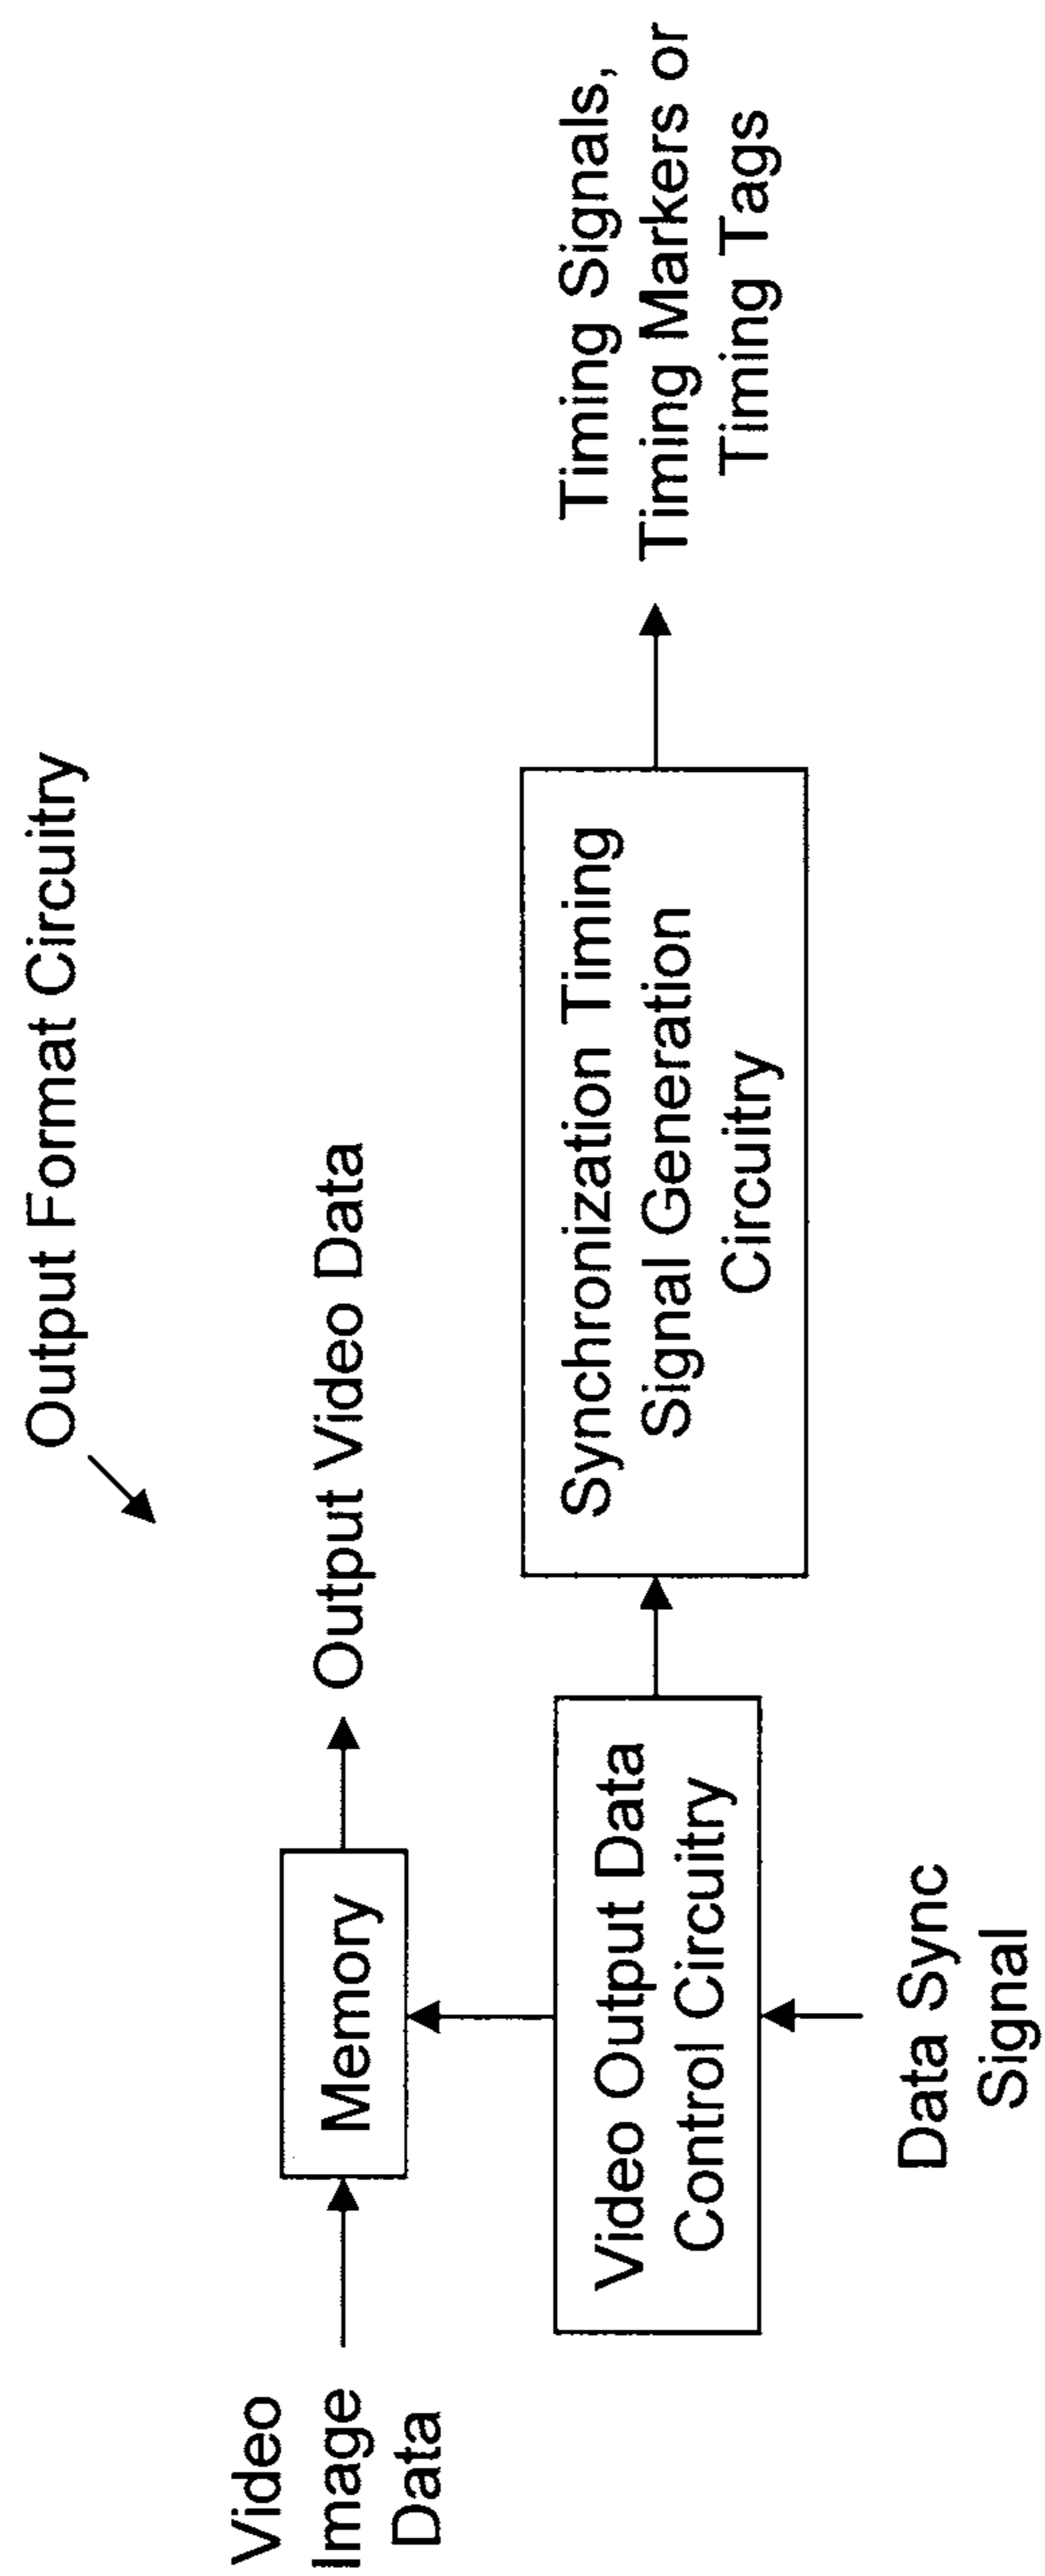 Output Format Circuitry
Video
Image
Data
Memory
Output Video Data
Video Output Data
Control Circuitry
Synchronization Timing
Signal Generation
Circuitry
Timing Signals,
Timing Markers or
Timing Tags
Data Sync
Signal